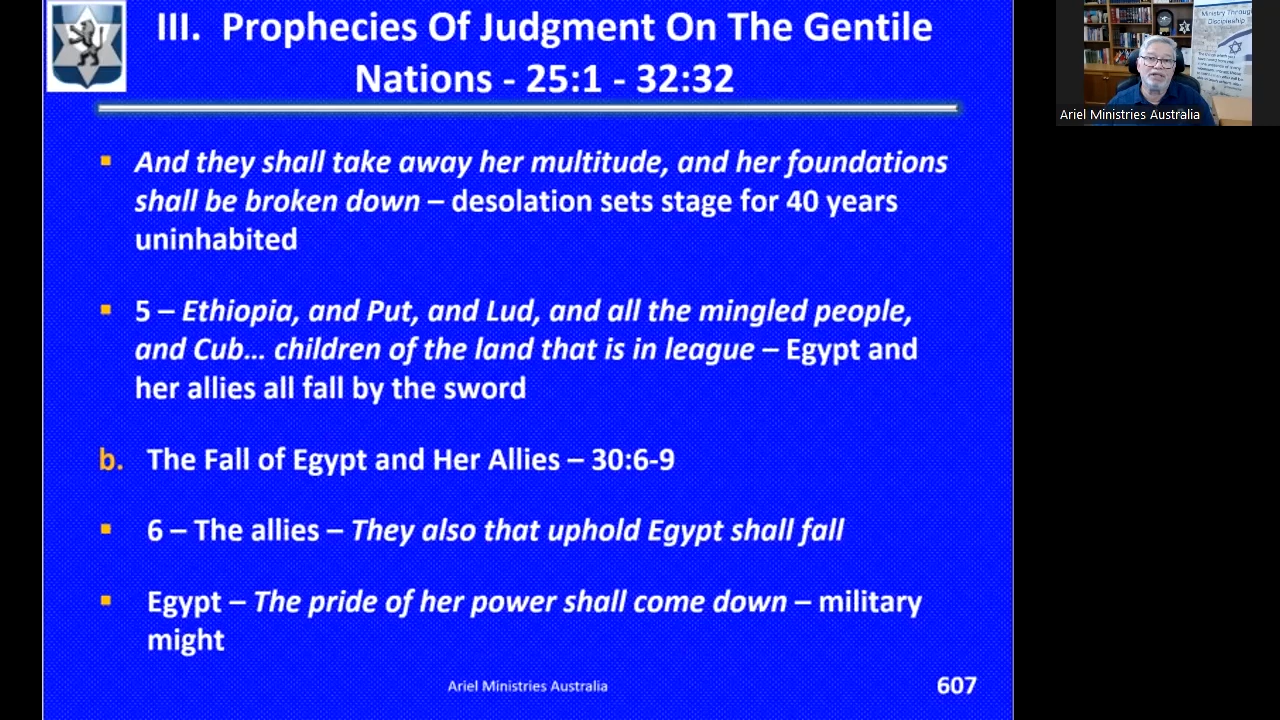 III. Prophecies Of Judgment On The Gentile
Nations - 25:1 - 32:32
And they shall take away her multitude, and her foundations
shall be broken down – desolation sets stage for 40 years
uninhabited
5 – Ethiopia, and Put, and Lud, and all the mingled people,
and Cub... children of the land that is in league – Egypt and
her allies all fall by the sword
b. The Fall of Egypt and Her Allies – 30:6-9
6 – The allies – They also that uphold Egypt shall fall
Egypt – The pride of her power shall come down – military
might
Ariel Ministries Australia
607
Ministry Through
Discipleship
Ariel Ministries Australia